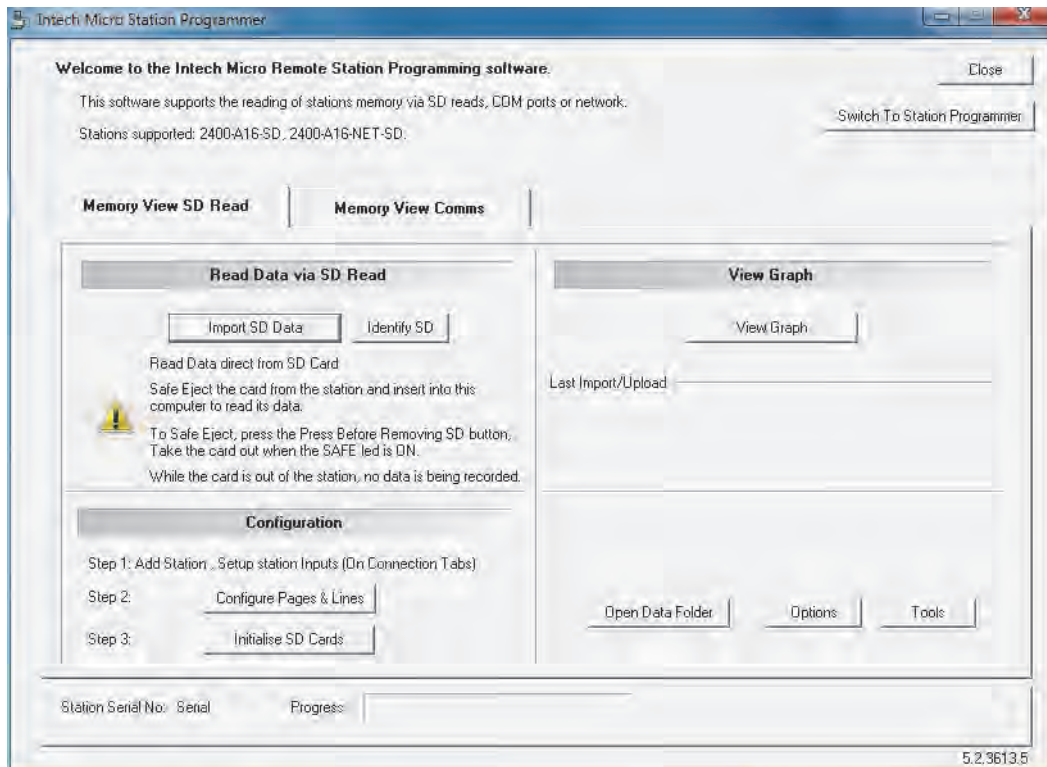 Intech Micro Station Programmer
Welcome to the Intech Micro Remote Station Programming software.
Close
This software supports the reading of stations memory via SD reads, COM ports or network.
Switch To Station Programmer
Stations supported: 2400-A16-SD, 2400-A16-NET-SD.
Memory View SD Read
Memory View Comms
Read Data via SD Read
Import SD Data
Identify SD
Read Data direct from SD Card
Safe Eject the card from the station and insert into this
computer to read its data.
To Safe Eject, press the Press Before Removing SD button,
Take the card out when the SAFE led is ON.
While the card is out of the station, no data is being recorded.
View Graph
View Graph
Last Import/Upload
Configuration
Step 1: Add Station , Setup station Inputs (On Connection Tabs)
Step 2:
Configure Pages & Lines
Step 3:
Initialise SD Cards
Open Data Folder
Options
Tools
Station Serial No: Serial
Progress:
5.2.3613.5